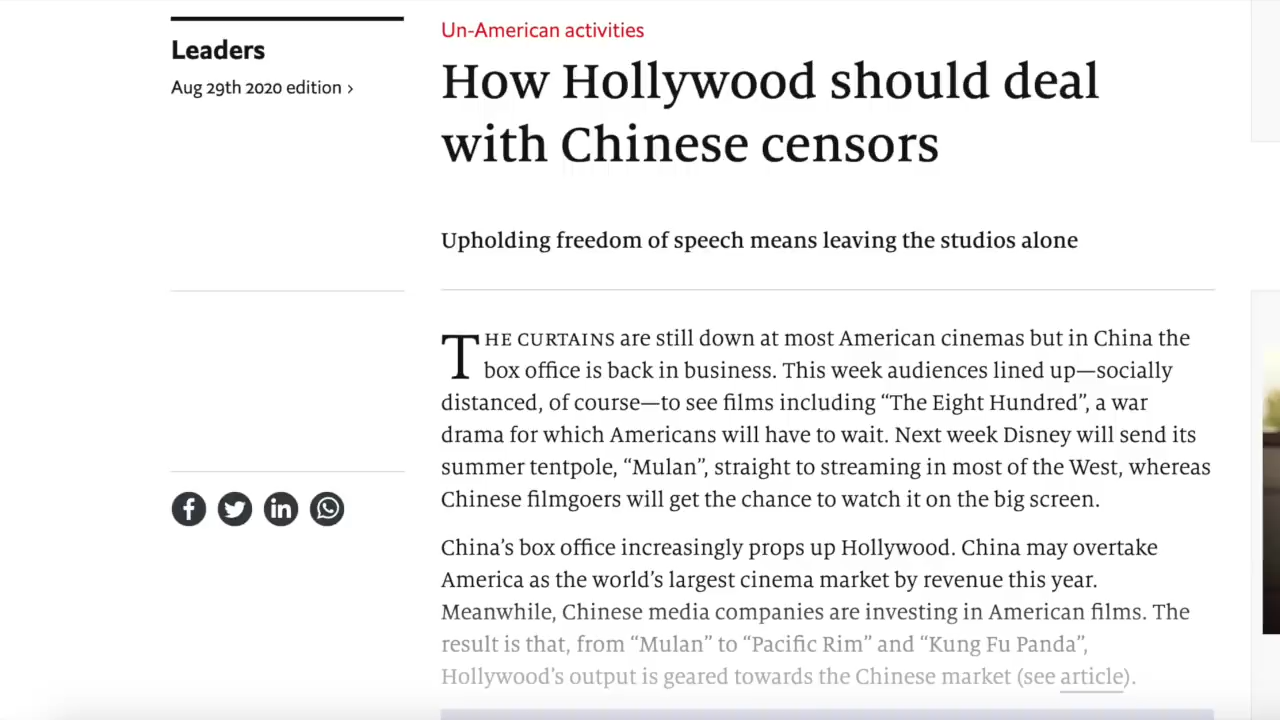 Leaders
Aug 29th 2020 edition ›
Un-American activities
How Hollywood should deal
with Chinese censors
Upholding freedom of speech means leaving the studios alone
THE CURTAINS are still down at most American cinemas but in China the
box office is back in business. This week audiences lined up—socially
distanced, of course—to see films including “The Eight Hundred”, a war
drama for which Americans will have to wait. Next week Disney will send its
summer tentpole, “Mulan”, straight to streaming in most of the West, whereas
Chinese filmgoers will get the chance to watch it on the big screen.
China’s box office increasingly props up Hollywood. China may overtake
America as the world’s largest cinema market by revenue this year.
Meanwhile, Chinese media companies are investing in American films. The
result is that, from “Mulan” to “Pacific Rim” and “Kung Fu Panda”,
Hollywood’s output is geared towards the Chinese market (see article).